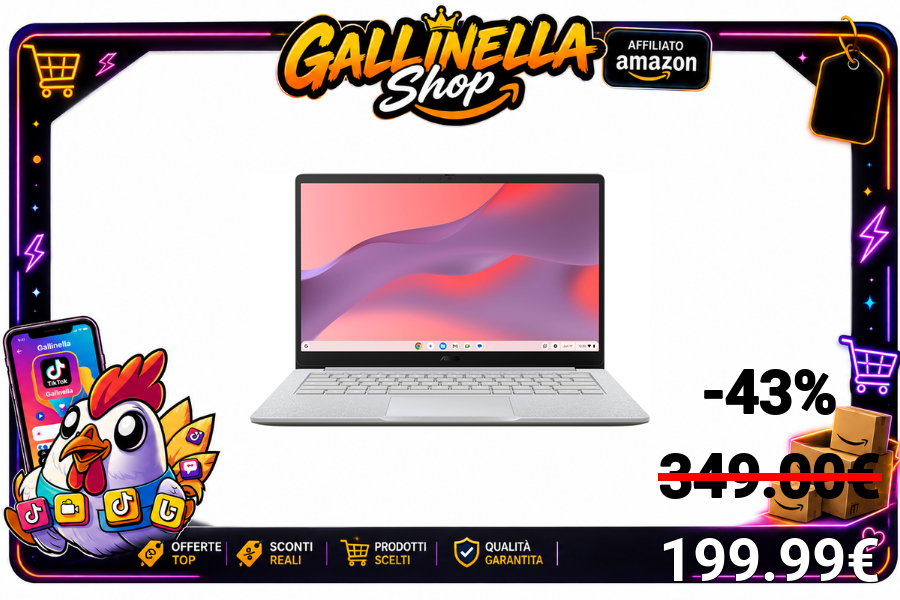 GALLINELLA
Shop
AFFILIATO
amazon
Gallinella
TikTok
Gallinella
ASUS
-43%
349.00€
199.99€
OFFERTE
TOP
SCONTI
REALI
PRODOTTI
SCELTI
QUALITÀ
GARANTITA